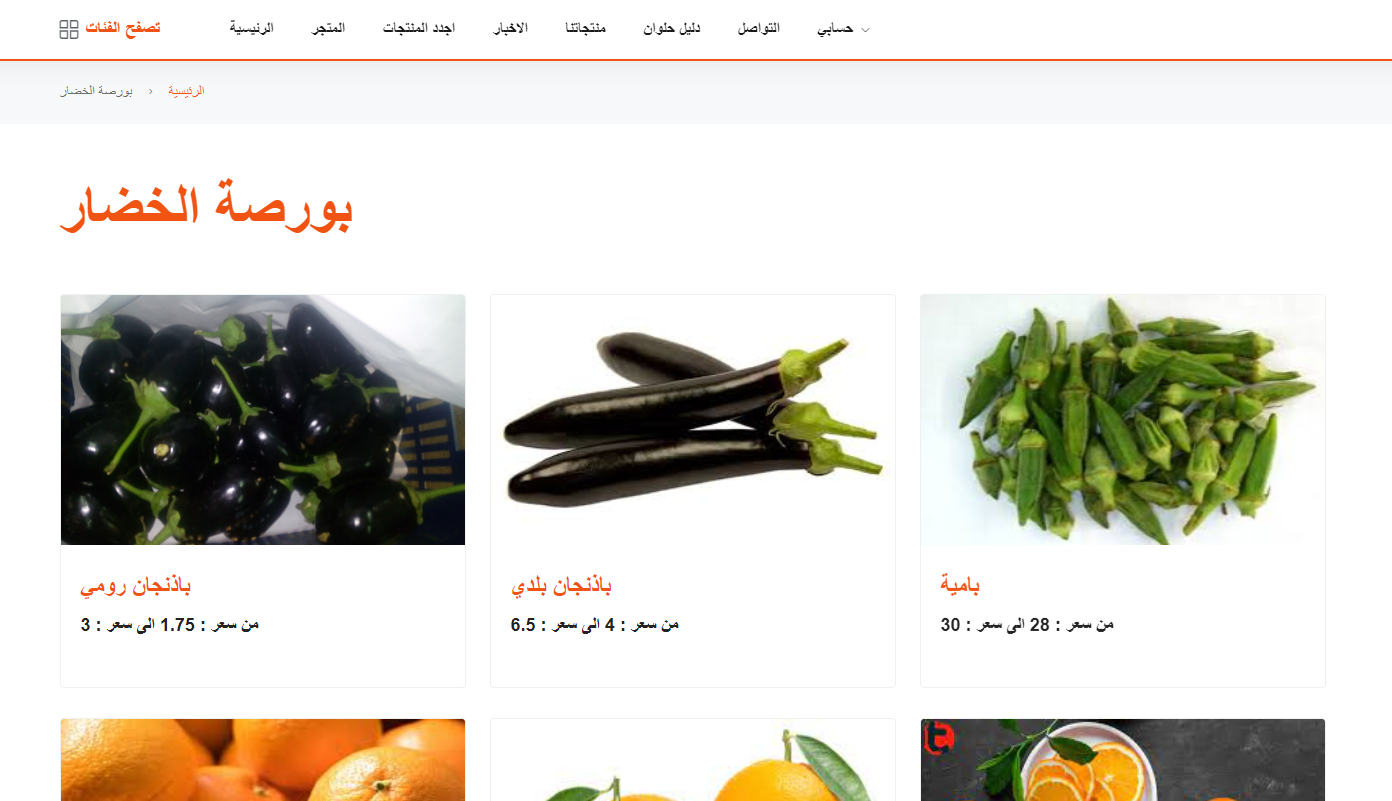 تصفح الفئات
الرئيسية
المتجر
اجدد المنتجات
الاخبار
منتجاتنا
دليل حلوان
التواصل
حسابي
الرئيسية › بورصة الخضار
بورصة الخضار
باذنجان رومي
من سعر : 1.75 الى سعر : 3
باذنجان بلدي
من سعر : 4 الى سعر : 6.5
بامية
من سعر : 28 الى سعر : 30